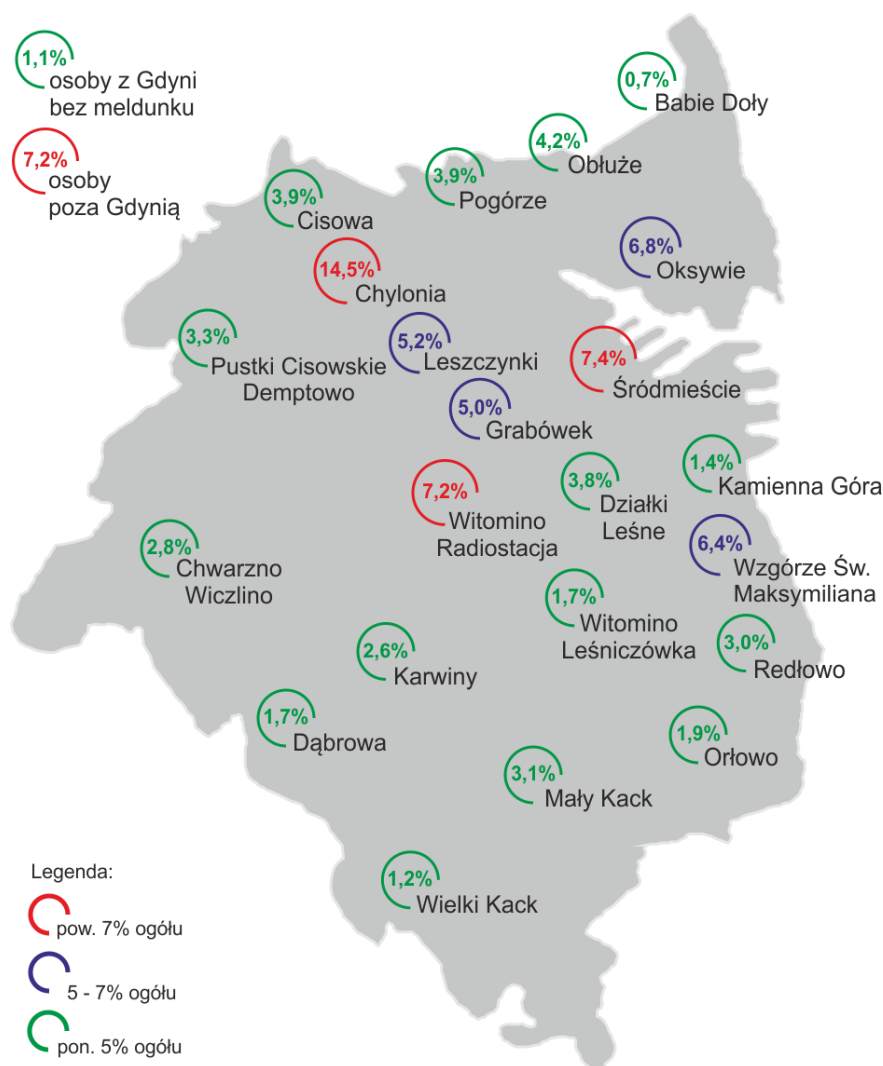 1,1%
osoby z Gdyni
bez meldunku
7,2%
osoby
poza Gdynią
0,7%
Babie Doły
4,2%
Obłuże
3,9%
Pogórze
3,9%
Cisowa
6,8%
Oksywie
14,5%
Chylonia
3,3%
Pustki Cisowskie
Demptowo
5,2%
Leszczynki
7,4%
Śródmieście
5,0%
Grabówek
1,4%
Kamienna Góra
3,8%
Działki
Leśne
7,2%
Witomino
Radiostacja
2,8%
Chwarzno
Wiczlino
6,4%
Wzgórze Św.
Maksymiliana
1,7%
Witomino
Leśniczówka
3,0%
Redłowo
2,6%
Karwiny
1,7%
Dąbrowa
1,9%
Orłowo
3,1%
Mały Kack
1,2%
Wielki Kack
Legenda:
pow. 7% ogółu
5 - 7% ogółu
pon. 5% ogółu